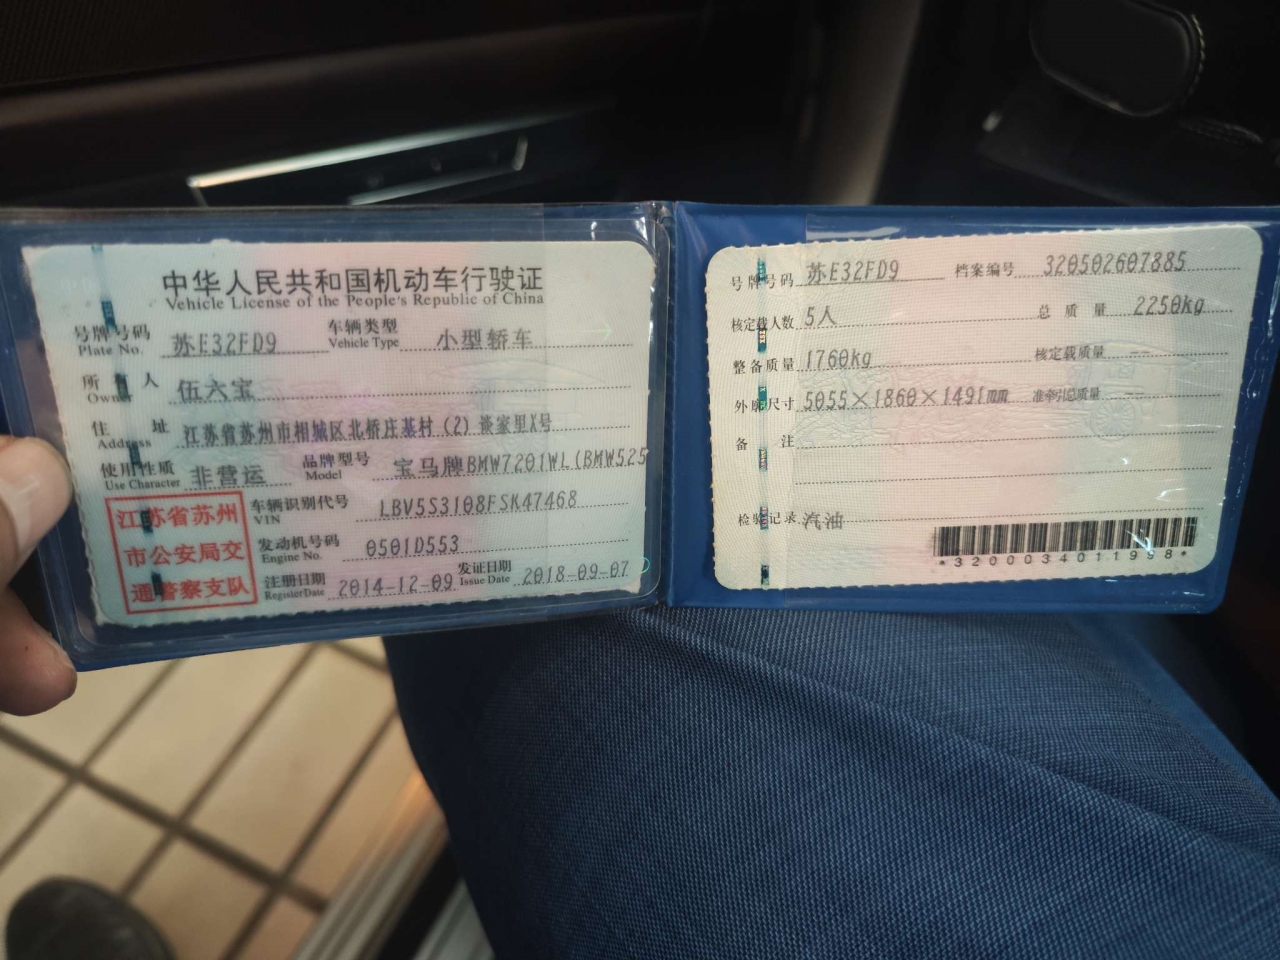 中华人民共和国机动车行驶证
Vehicle License of the People's Republic of China
号牌号码 苏E32FD9 车辆类型 小型轿车
Plate No. Vehicle Type
所有人 伍六宝
Owner
住址 江苏省苏州市相城区北桥庄基村(2)谈家里X号
Address
使用性质 非营运 品牌型号 宝马牌BMW7201WL(BMW525
Use Character Model
江苏省苏州
市公安局交
通警察支队
车辆识别代号 LBV5S3108FSK47468
VIN
发动机号码 0501D553
Engine No.
注册日期 2014-12-09 发证日期 2018-09-07
Register Date Issue Date
号牌号码 苏E32FD9 档案编号 320502607885
核定载人数 5人 总质量 2250kg
整备质量 1760kg 核定载质量 --
外廓尺寸 5055×1860×1491mm 准牵引总质量 --
备注
检验记录 汽油
*3200034011998*